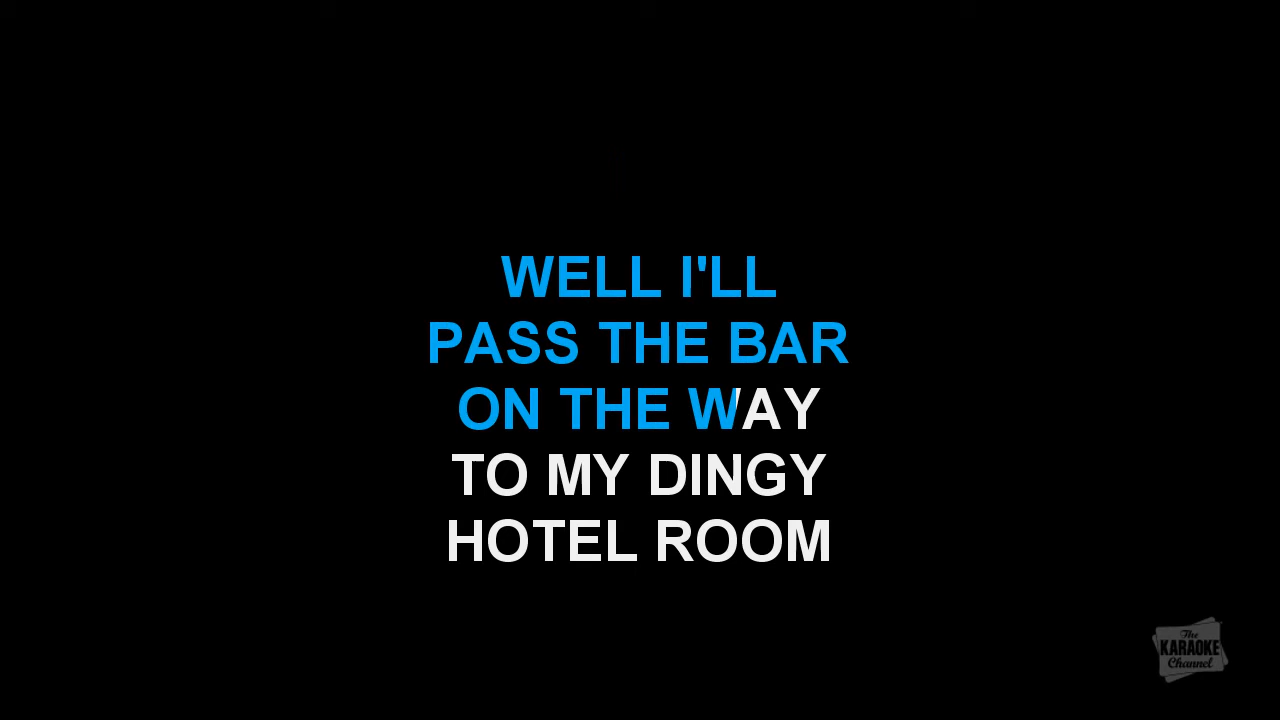 WELL I'LL
PASS THE BAR
ON THE WAY
TO MY DINGY
HOTEL ROOM
The
KARAOKE
Channel